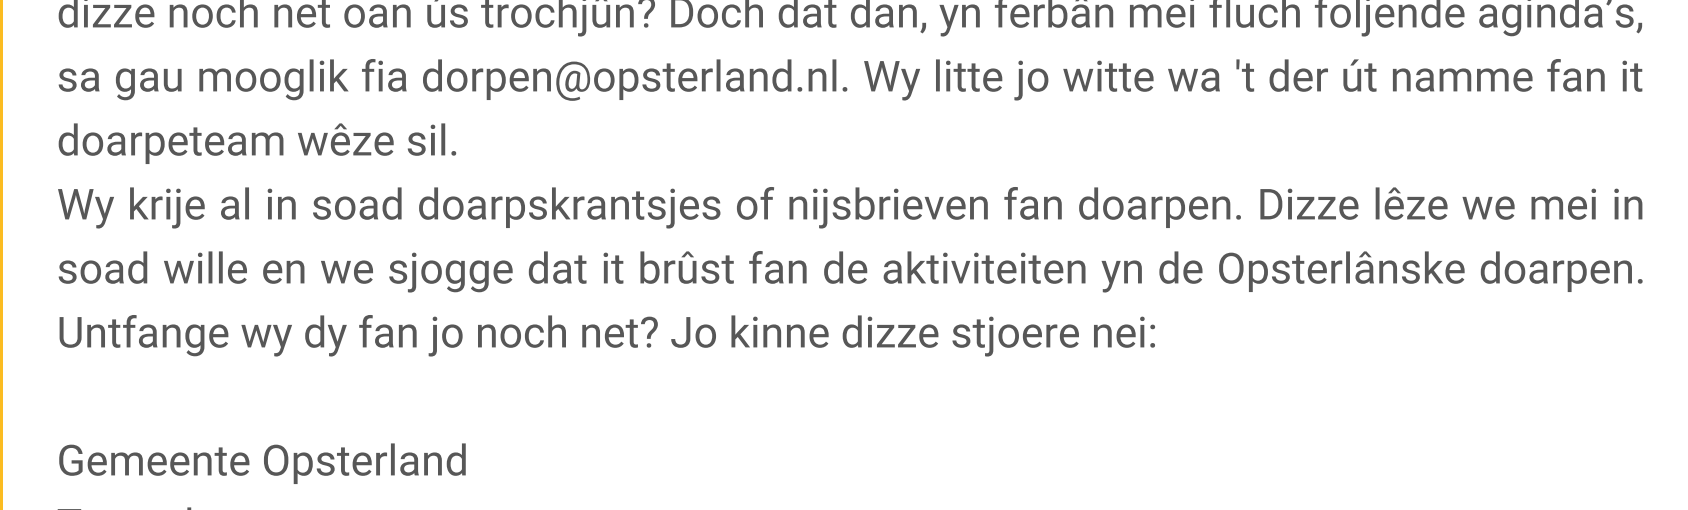 dizze noch net oan ús trochjûn? Doch dat dan, yn ferbân mei fluch foljende aginda's,
sa gau mooglik fia dorpen@opsterland.nl. Wy litte jo witte wa 't der út namme fan it
doarpeteam wêze sil.
Wy krije al in soad doarpskrantsjes of nijsbrieven fan doarpen. Dizze lêze we mei in
soad wille en we sjogge dat it brûst fan de aktiviteiten yn de Opsterlânske doarpen.
Untfange wy dy fan jo noch net? Jo kinne dizze stjoere nei:
Gemeente Opsterland